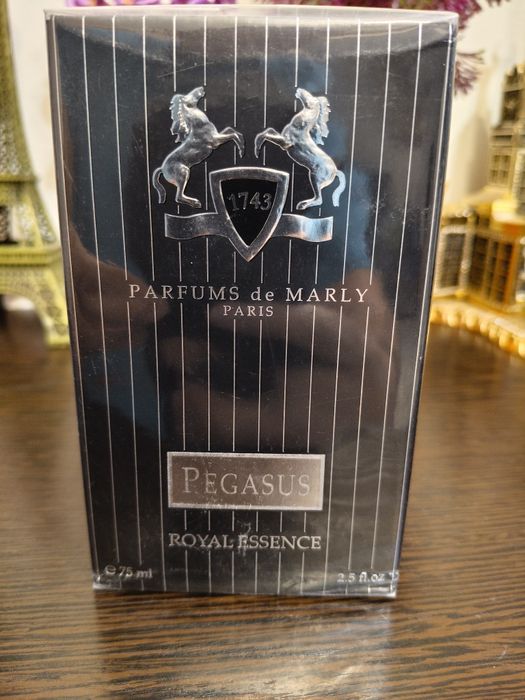 1743
PARFUMS de MARLY
PARIS
PEGASUS
ROYAL ESSENCE
℮ 75 ml 2.5 fl.oz